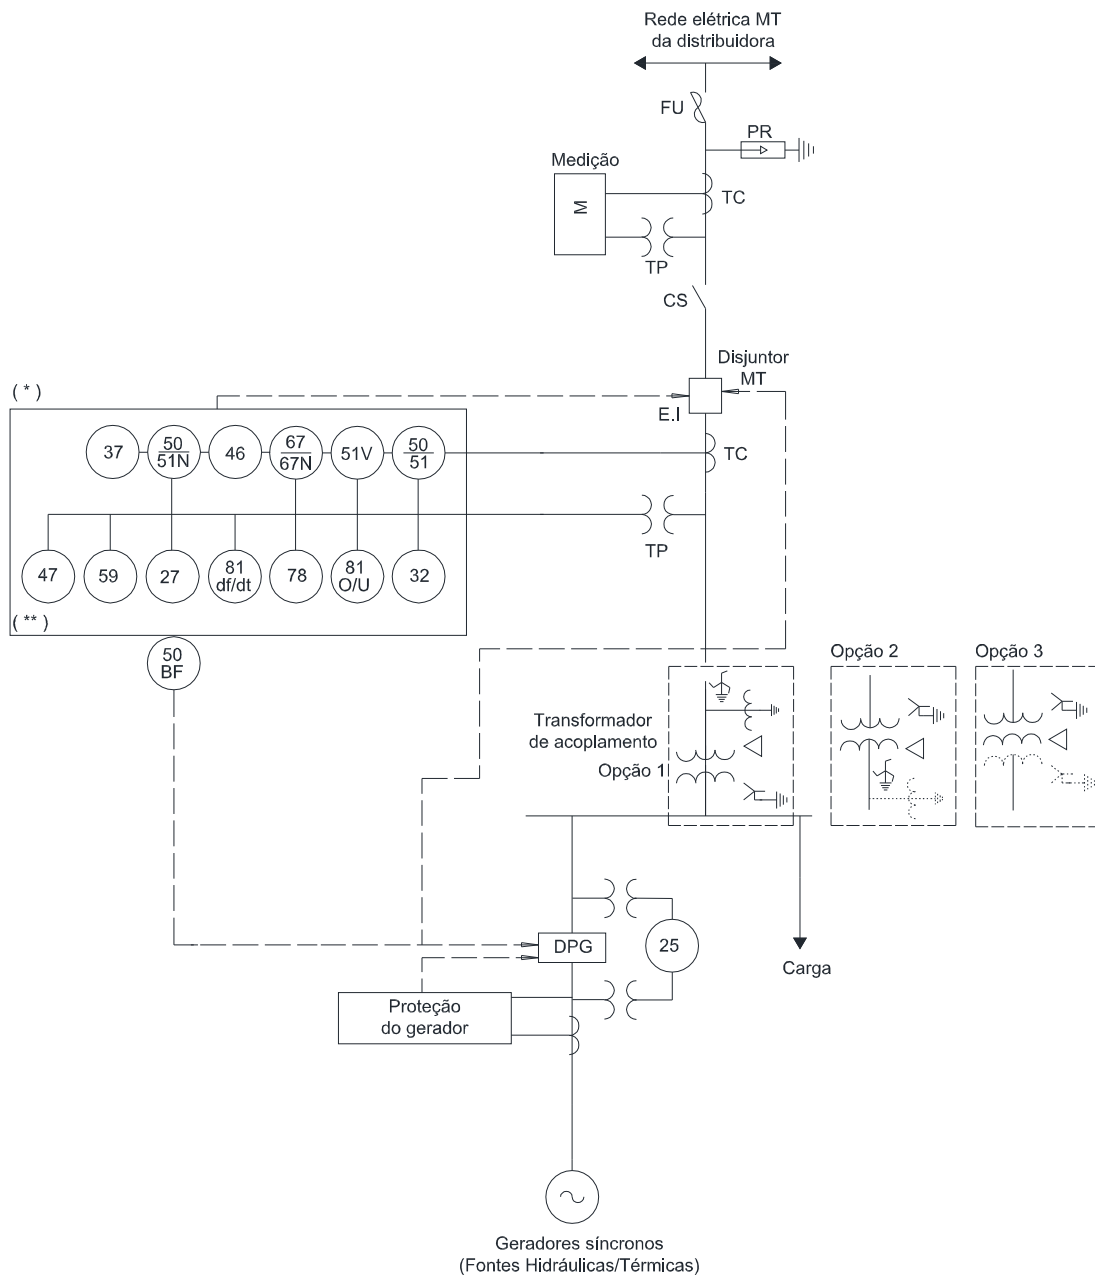 Rede elétrica MT
da distribuidora
FU
PR
Medição
M
TC
TP
CS
Disjuntor
MT
E.I
( * )
37
50
51N
46
67
67N
51V
50
51
TC
TP
47
59
27
81
df/dt
78
81
O/U
32
( ** )
50
BF
Transformador
de acoplamento
Opção 1
Opção 2
Opção 3
DPG
25
Carga
Proteção
do gerador
Geradores síncronos
(Fontes Hidráulicas/Térmicas)